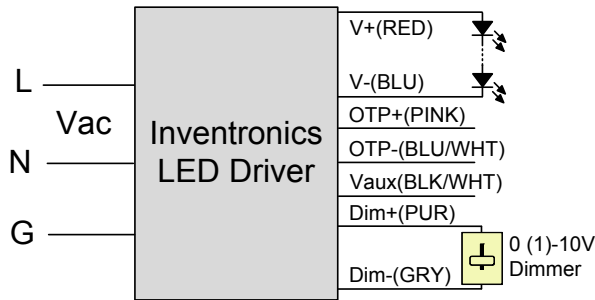 V+(RED)
L
V-(BLU)
Vac
OTP+(PINK)
Inventronics
LED Driver
N
OTP-(BLU/WHT)
Vaux(BLK/WHT)
Dim+(PUR)
G
0 (1)-10V
Dimmer
Dim-(GRY)